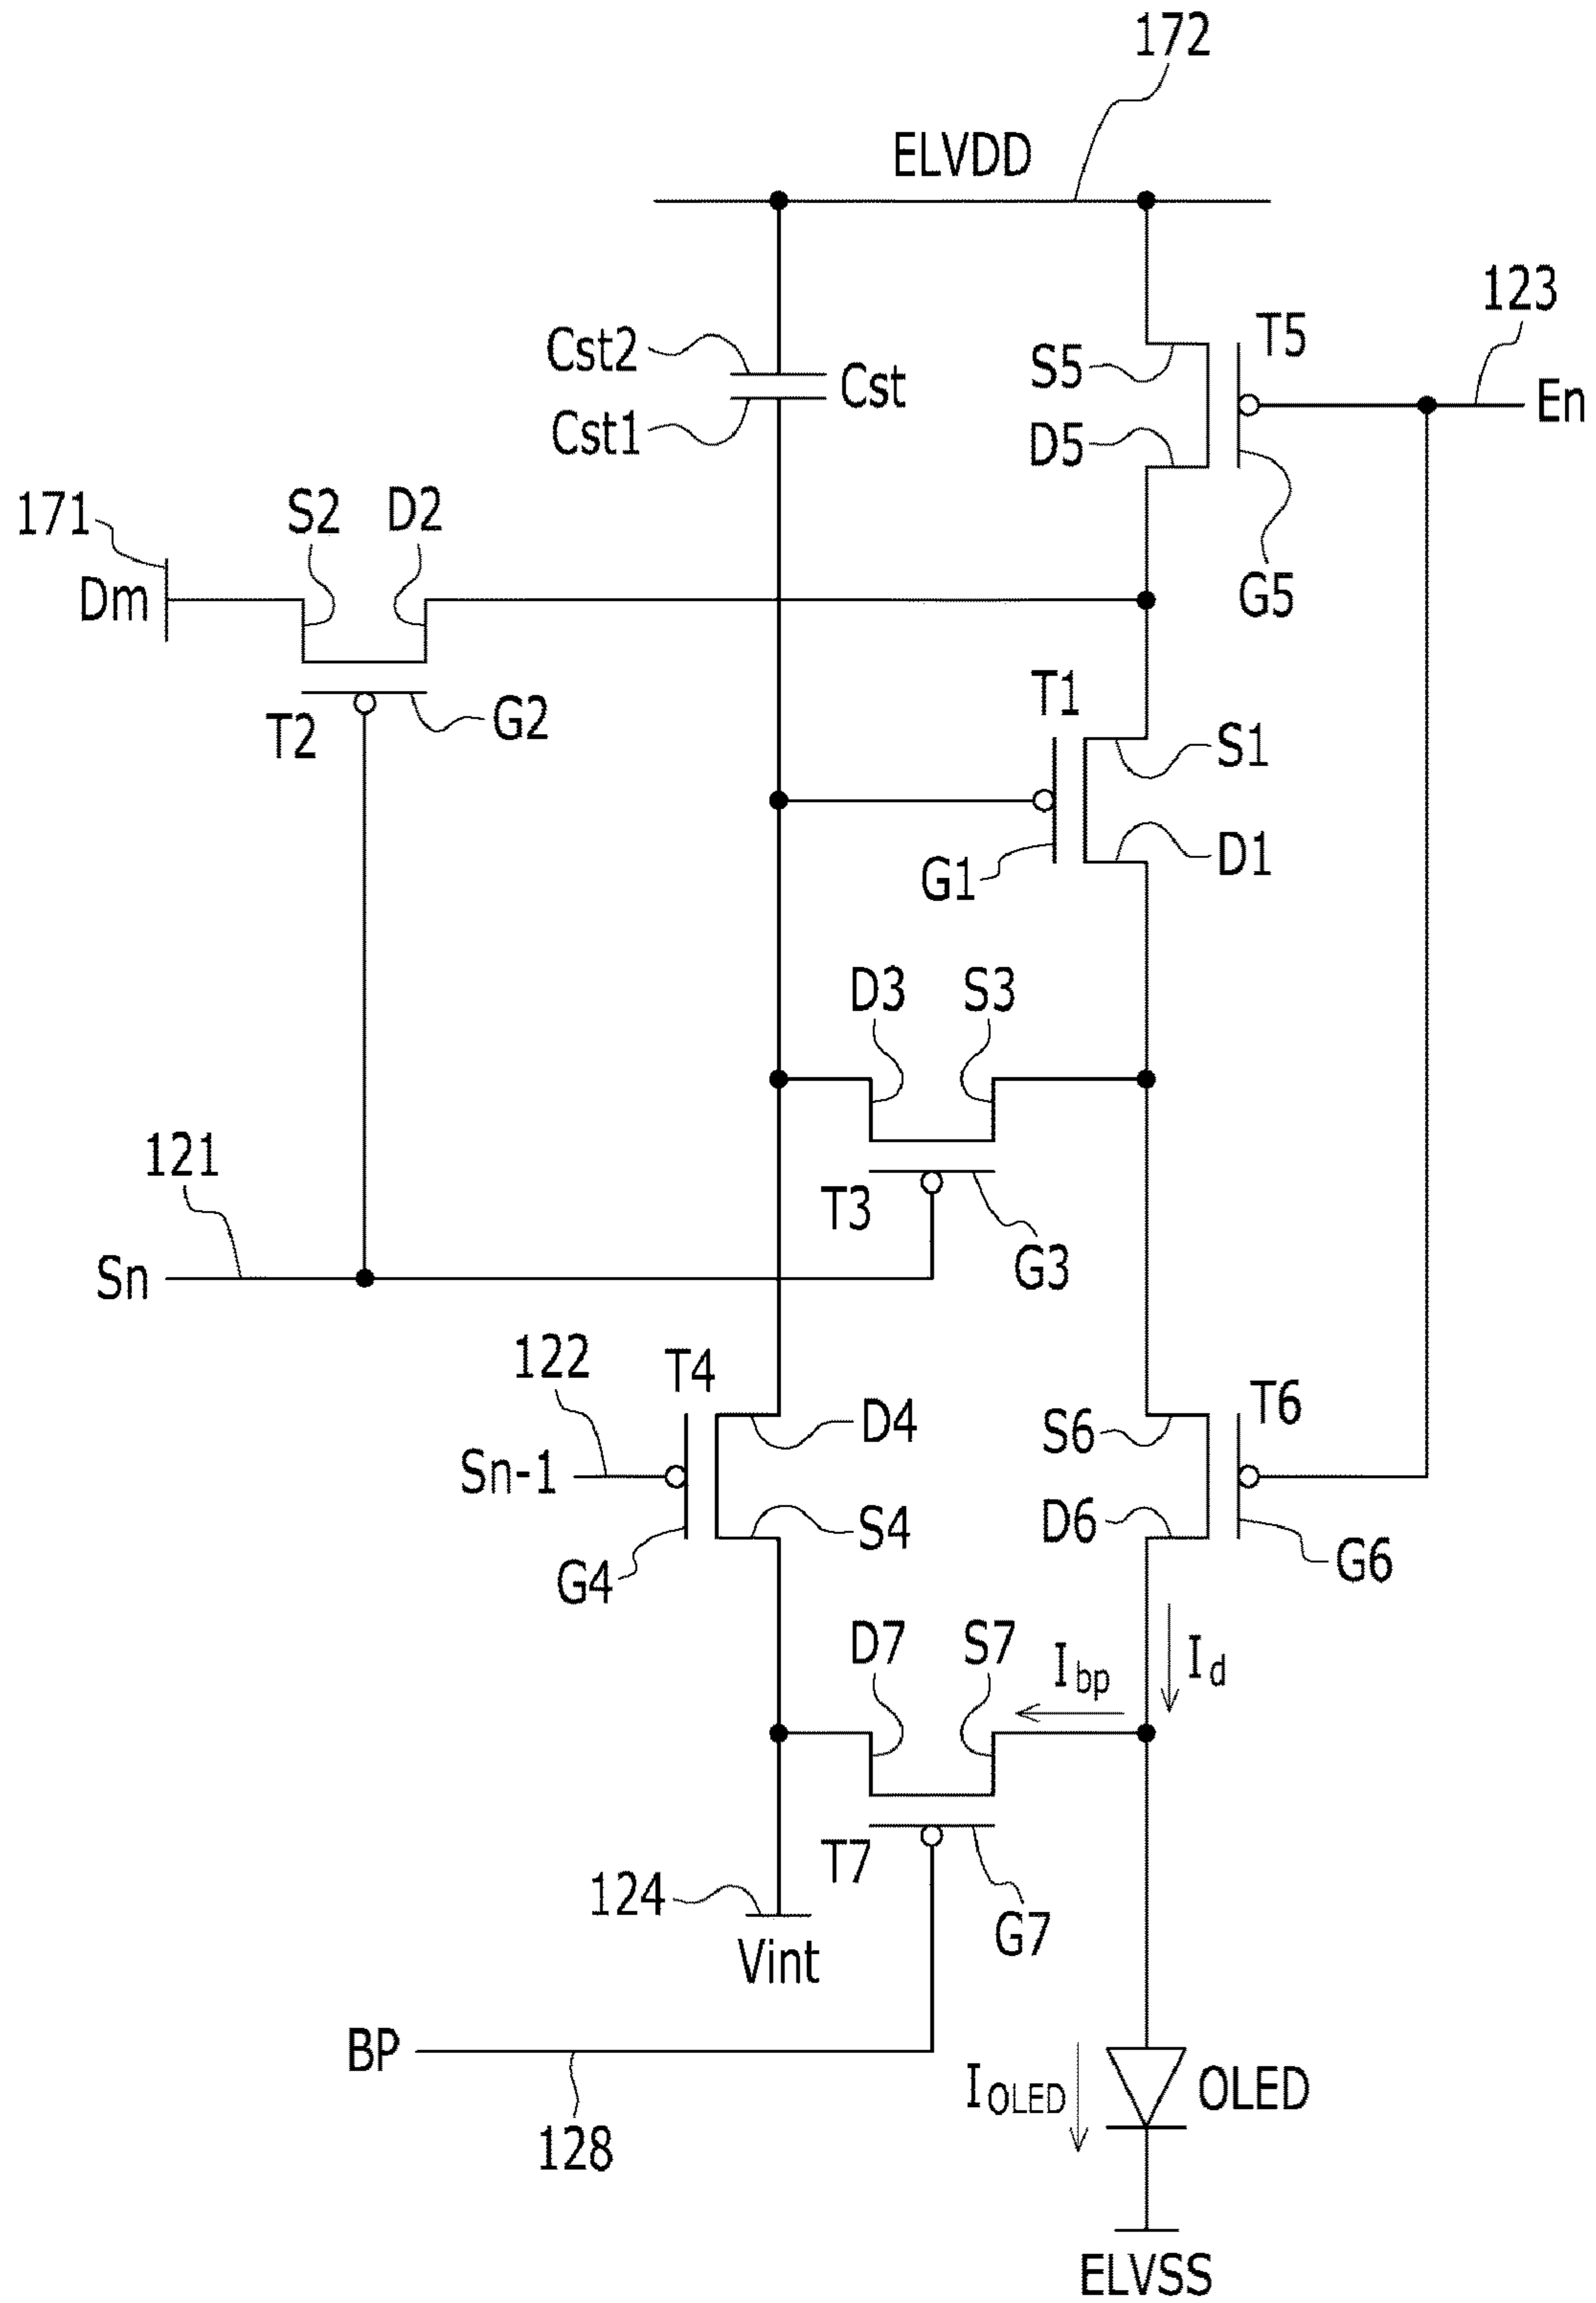 172
ELVDD
123
T5
Cst2
S5
Cst
En
Cst1
D5
171
S2
D2
Dm
G5
T1
T2
G2
S1
G1
D1
D3
S3
121
T3
Sn
G3
122
T4
T6
D4
S6
Sn-1
S4
D6
G4
G6
D7
S7
Ibp
Id
T7
124
G7
Vint
BP
IOLED
OLED
128
ELVSS